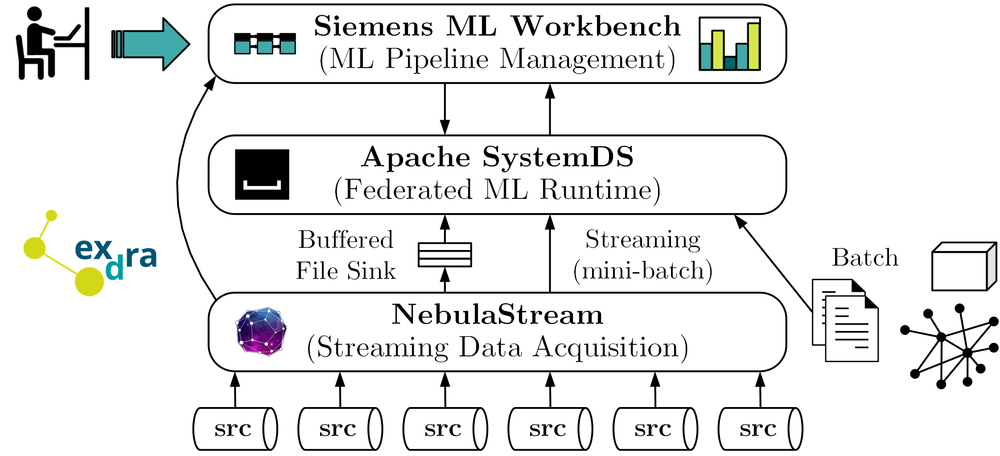 Siemens ML Workbench
(ML Pipeline Management)
Apache SystemDS
(Federated ML Runtime)
Buffered
File Sink
Streaming
(mini-batch)
Batch
exdra
NebulaStream
(Streaming Data Acquisition)
src
src
src
src
src
src